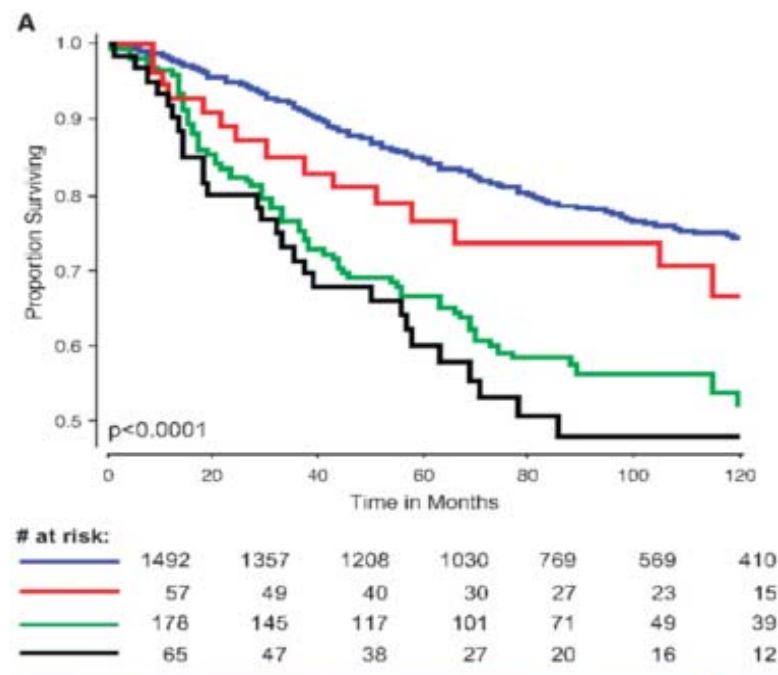 A
1.0
0.9
0.8
0.7
0.6
0.5
Proportion Surviving
p<0.0001
0 20 40 60 80 100 120
Time in Months
# at risk:
1492 1357 1208 1030 769 569 410
57 49 40 30 27 23 15
178 145 117 101 71 49 39
65 47 38 27 20 16 12